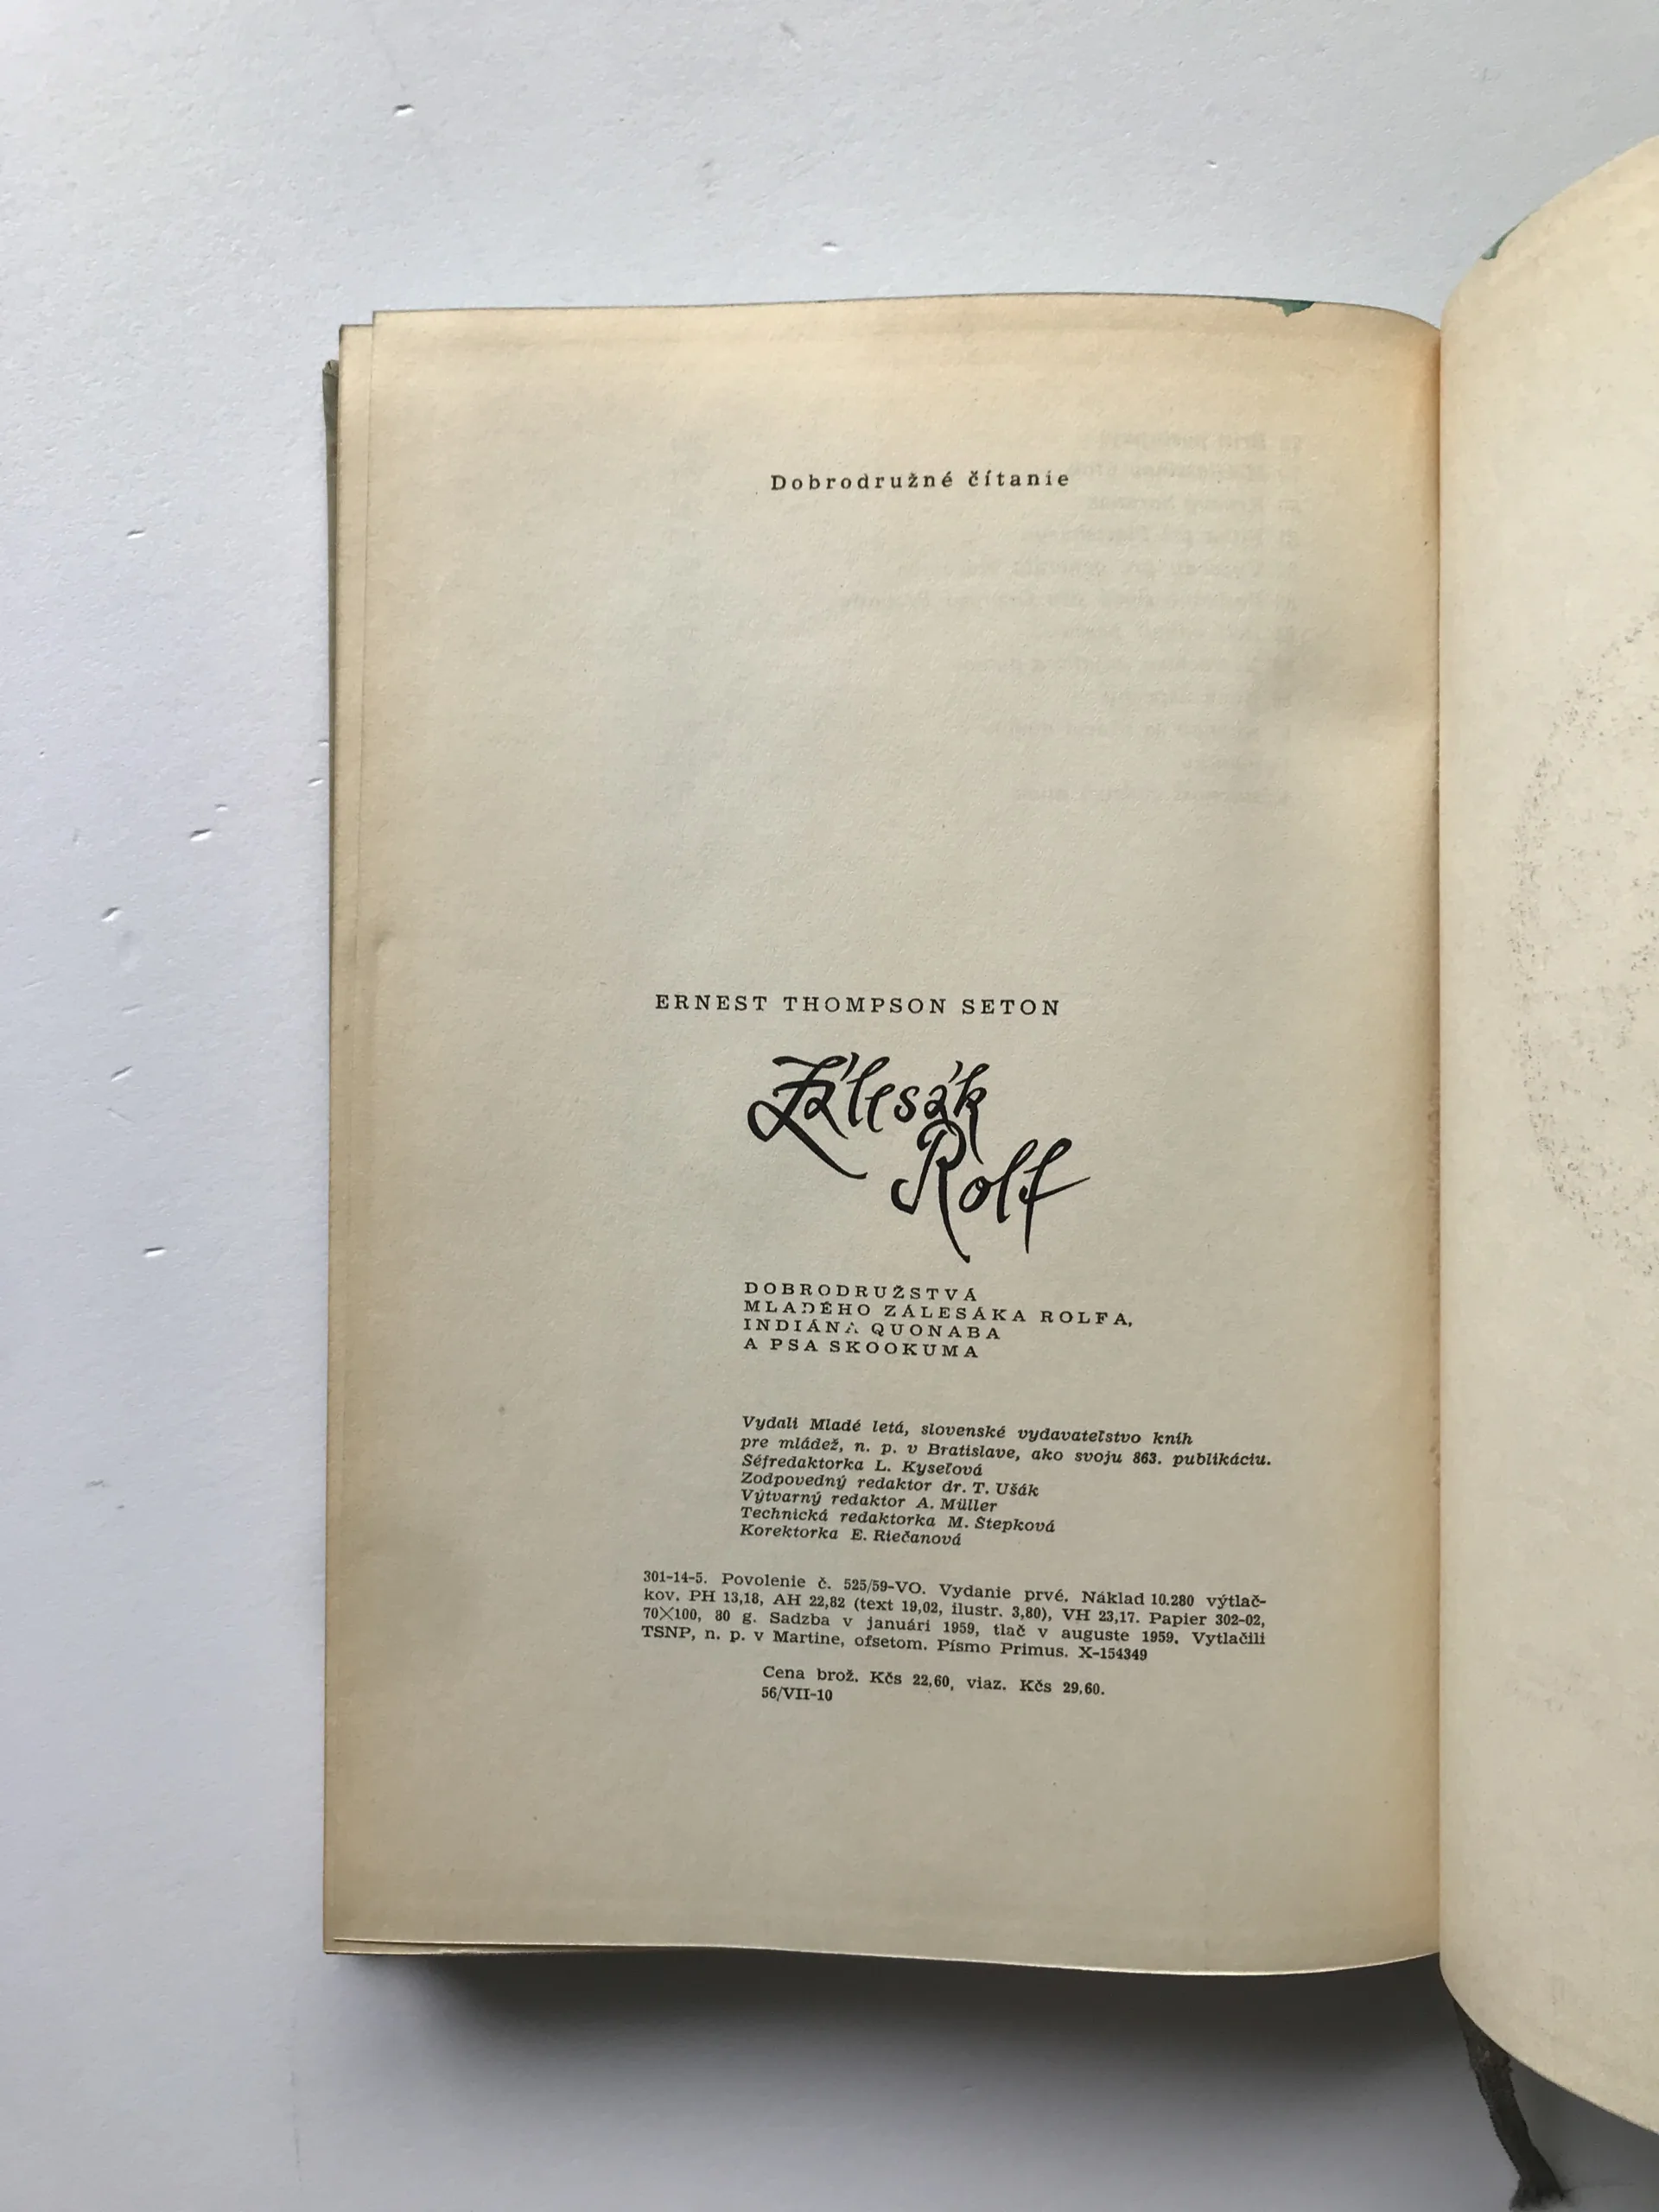 Dobrodružné čítanie
ERNEST THOMPSON SETON
Zálesák
Rolf
DOBRODRUŽSTVÁ
MLADÉHO ZÁLESÁKA ROLFA,
INDIÁNA QUONABA
A PSA SKOOKUMA
Vydali Mladé letá, slovenské vydavateľstvo kníh
pre mládež, n. p. v Bratislave, ako svoju 863. publikáciu.
Šéfredaktorka L. Kyseľová
Zodpovedný redaktor dr. T. Ušák
Výtvarný redaktor A. Müller
Technická redaktorka M. Štepková
Korektorka E. Riečanová
301-14-5. Povolenie č. 525/59-VO. Vydanie prvé. Náklad 10.280 výtlač-
kov. PH 13,18, AH 22,82 (text 19,02, ilustr. 3,80), VH 23,17. Papier 302-02,
70×100, 80 g. Sadzba v januári 1959, tlač v auguste 1959. Vytlačili
TSNP, n. p. v Martine, ofsetom. Písmo Primus. X-154349
Cena brož. Kčs 22,60, viaz. Kčs 29,60.
56/VII-10